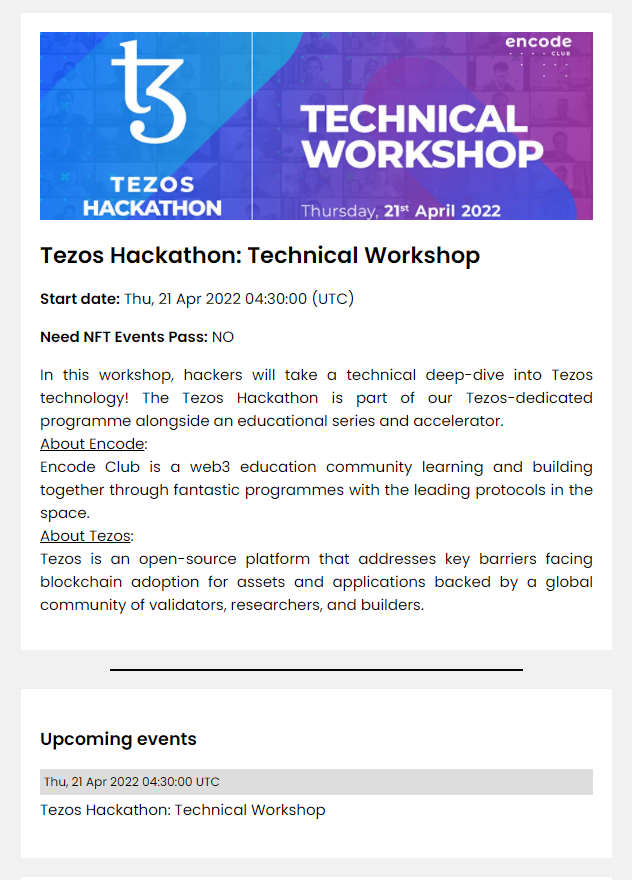 encode
CLUB
TECHNICAL
WORKSHOP
TEZOS
HACKATHON
Thursday, 21st April 2022
Tezos Hackathon: Technical Workshop
Start date: Thu, 21 Apr 2022 04:30:00 (UTC)
Need NFT Events Pass: NO
In this workshop, hackers will take a technical deep-dive into Tezos
technology! The Tezos Hackathon is part of our Tezos-dedicated
programme alongside an educational series and accelerator.
About Encode:
Encode Club is a web3 education community learning and building
together through fantastic programmes with the leading protocols in the
space.
About Tezos:
Tezos is an open-source platform that addresses key barriers facing
blockchain adoption for assets and applications backed by a global
community of validators, researchers, and builders.
Upcoming events
Thu, 21 Apr 2022 04:30:00 UTC
Tezos Hackathon: Technical Workshop